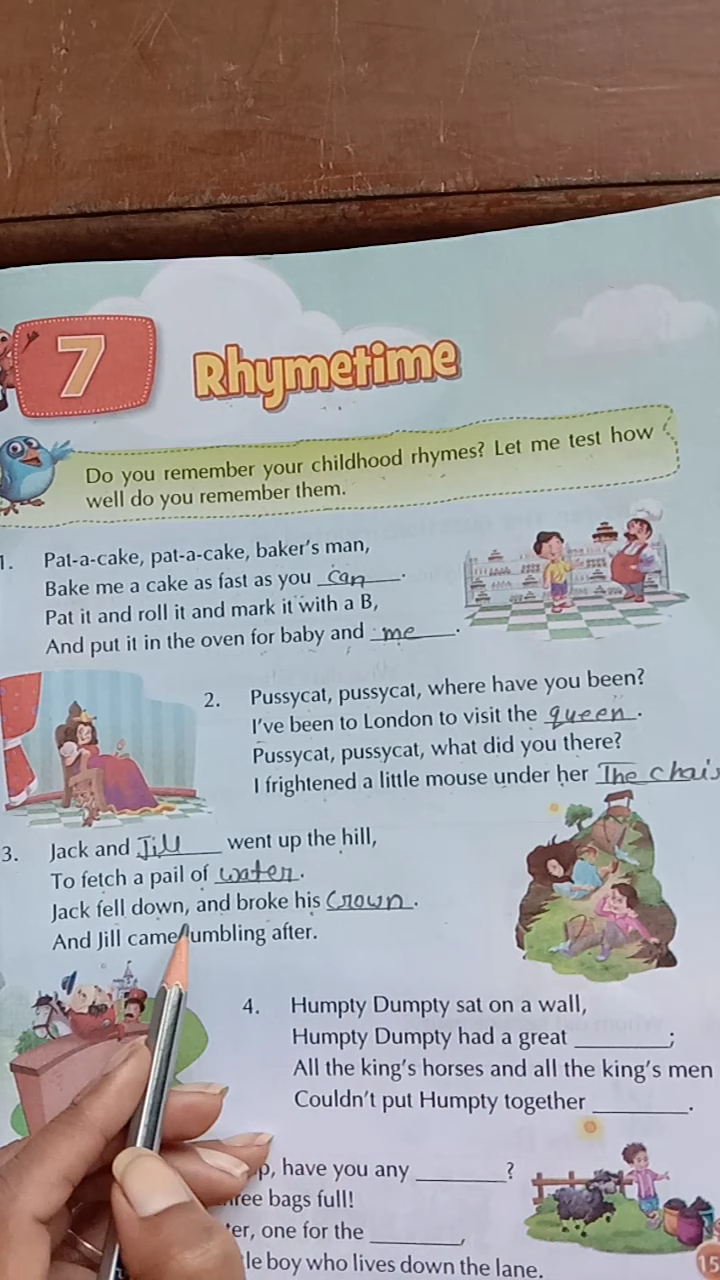 7
Rhymetime
Do you remember your childhood rhymes? Let me test how
well do you remember them.
1. Pat-a-cake, pat-a-cake, baker's man,
Bake me a cake as fast as you can.
Pat it and roll it and mark it with a B,
And put it in the oven for baby and me.
2. Pussycat, pussycat, where have you been?
I've been to London to visit the queen.
Pussycat, pussycat, what did you there?
I frightened a little mouse under her The chair
3. Jack and Jill went up the hill,
To fetch a pail of water.
Jack fell down, and broke his Crown.
And Jill came tumbling after.
4. Humpty Dumpty sat on a wall,
Humpty Dumpty had a great ________;
All the king's horses and all the king's men
Couldn't put Humpty together ________.
have you any ________?
bags full!
one for the ________,
boy who lives down the lane.
15